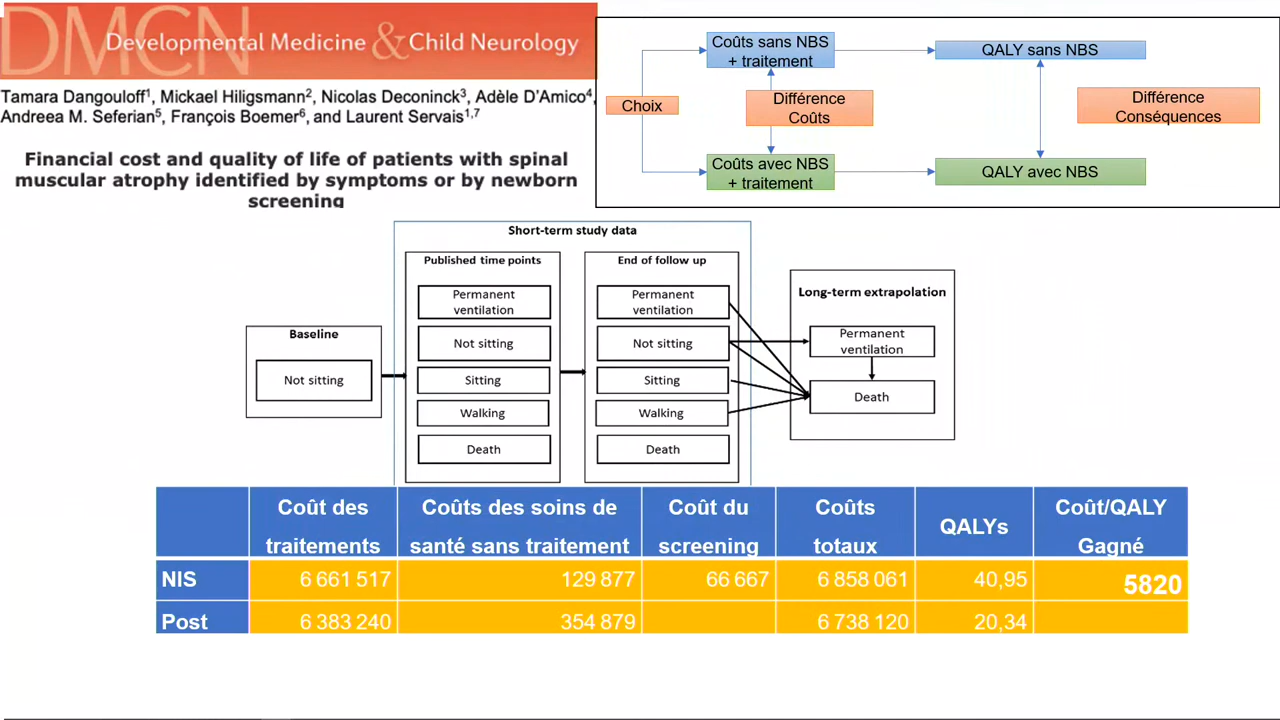 DMCN
Developmental Medicine & Child Neurology
Tamara Dangouloff1, Mickael Hiligsmann2, Nicolas Deconinck3, Adèle D'Amico4,
Andreea M. Seferian5, François Boemer6, and Laurent Servais1,7
Financial cost and quality of life of patients with spinal
muscular atrophy identified by symptoms or by newborn
screening
Choix
Coûts sans NBS
+ traitement
Différence
Coûts
Coûts avec NBS
+ traitement
QALY sans NBS
QALY avec NBS
Différence
Conséquences
Short-term study data
Baseline
Not sitting
Published time points
Permanent
ventilation
Not sitting
Sitting
Walking
Death
End of follow up
Permanent
ventilation
Not sitting
Sitting
Walking
Death
Long-term extrapolation
Permanent
ventilation
Death
Coût des
traitements
Coûts des soins de
santé sans traitement
Coût du
screening
Coûts
totaux
QALYs
Coût/QALY
Gagné
NIS 6 661 517 129 877 66 667 6 858 061 40,95 5820
Post 6 383 240 354 879 6 738 120 20,34